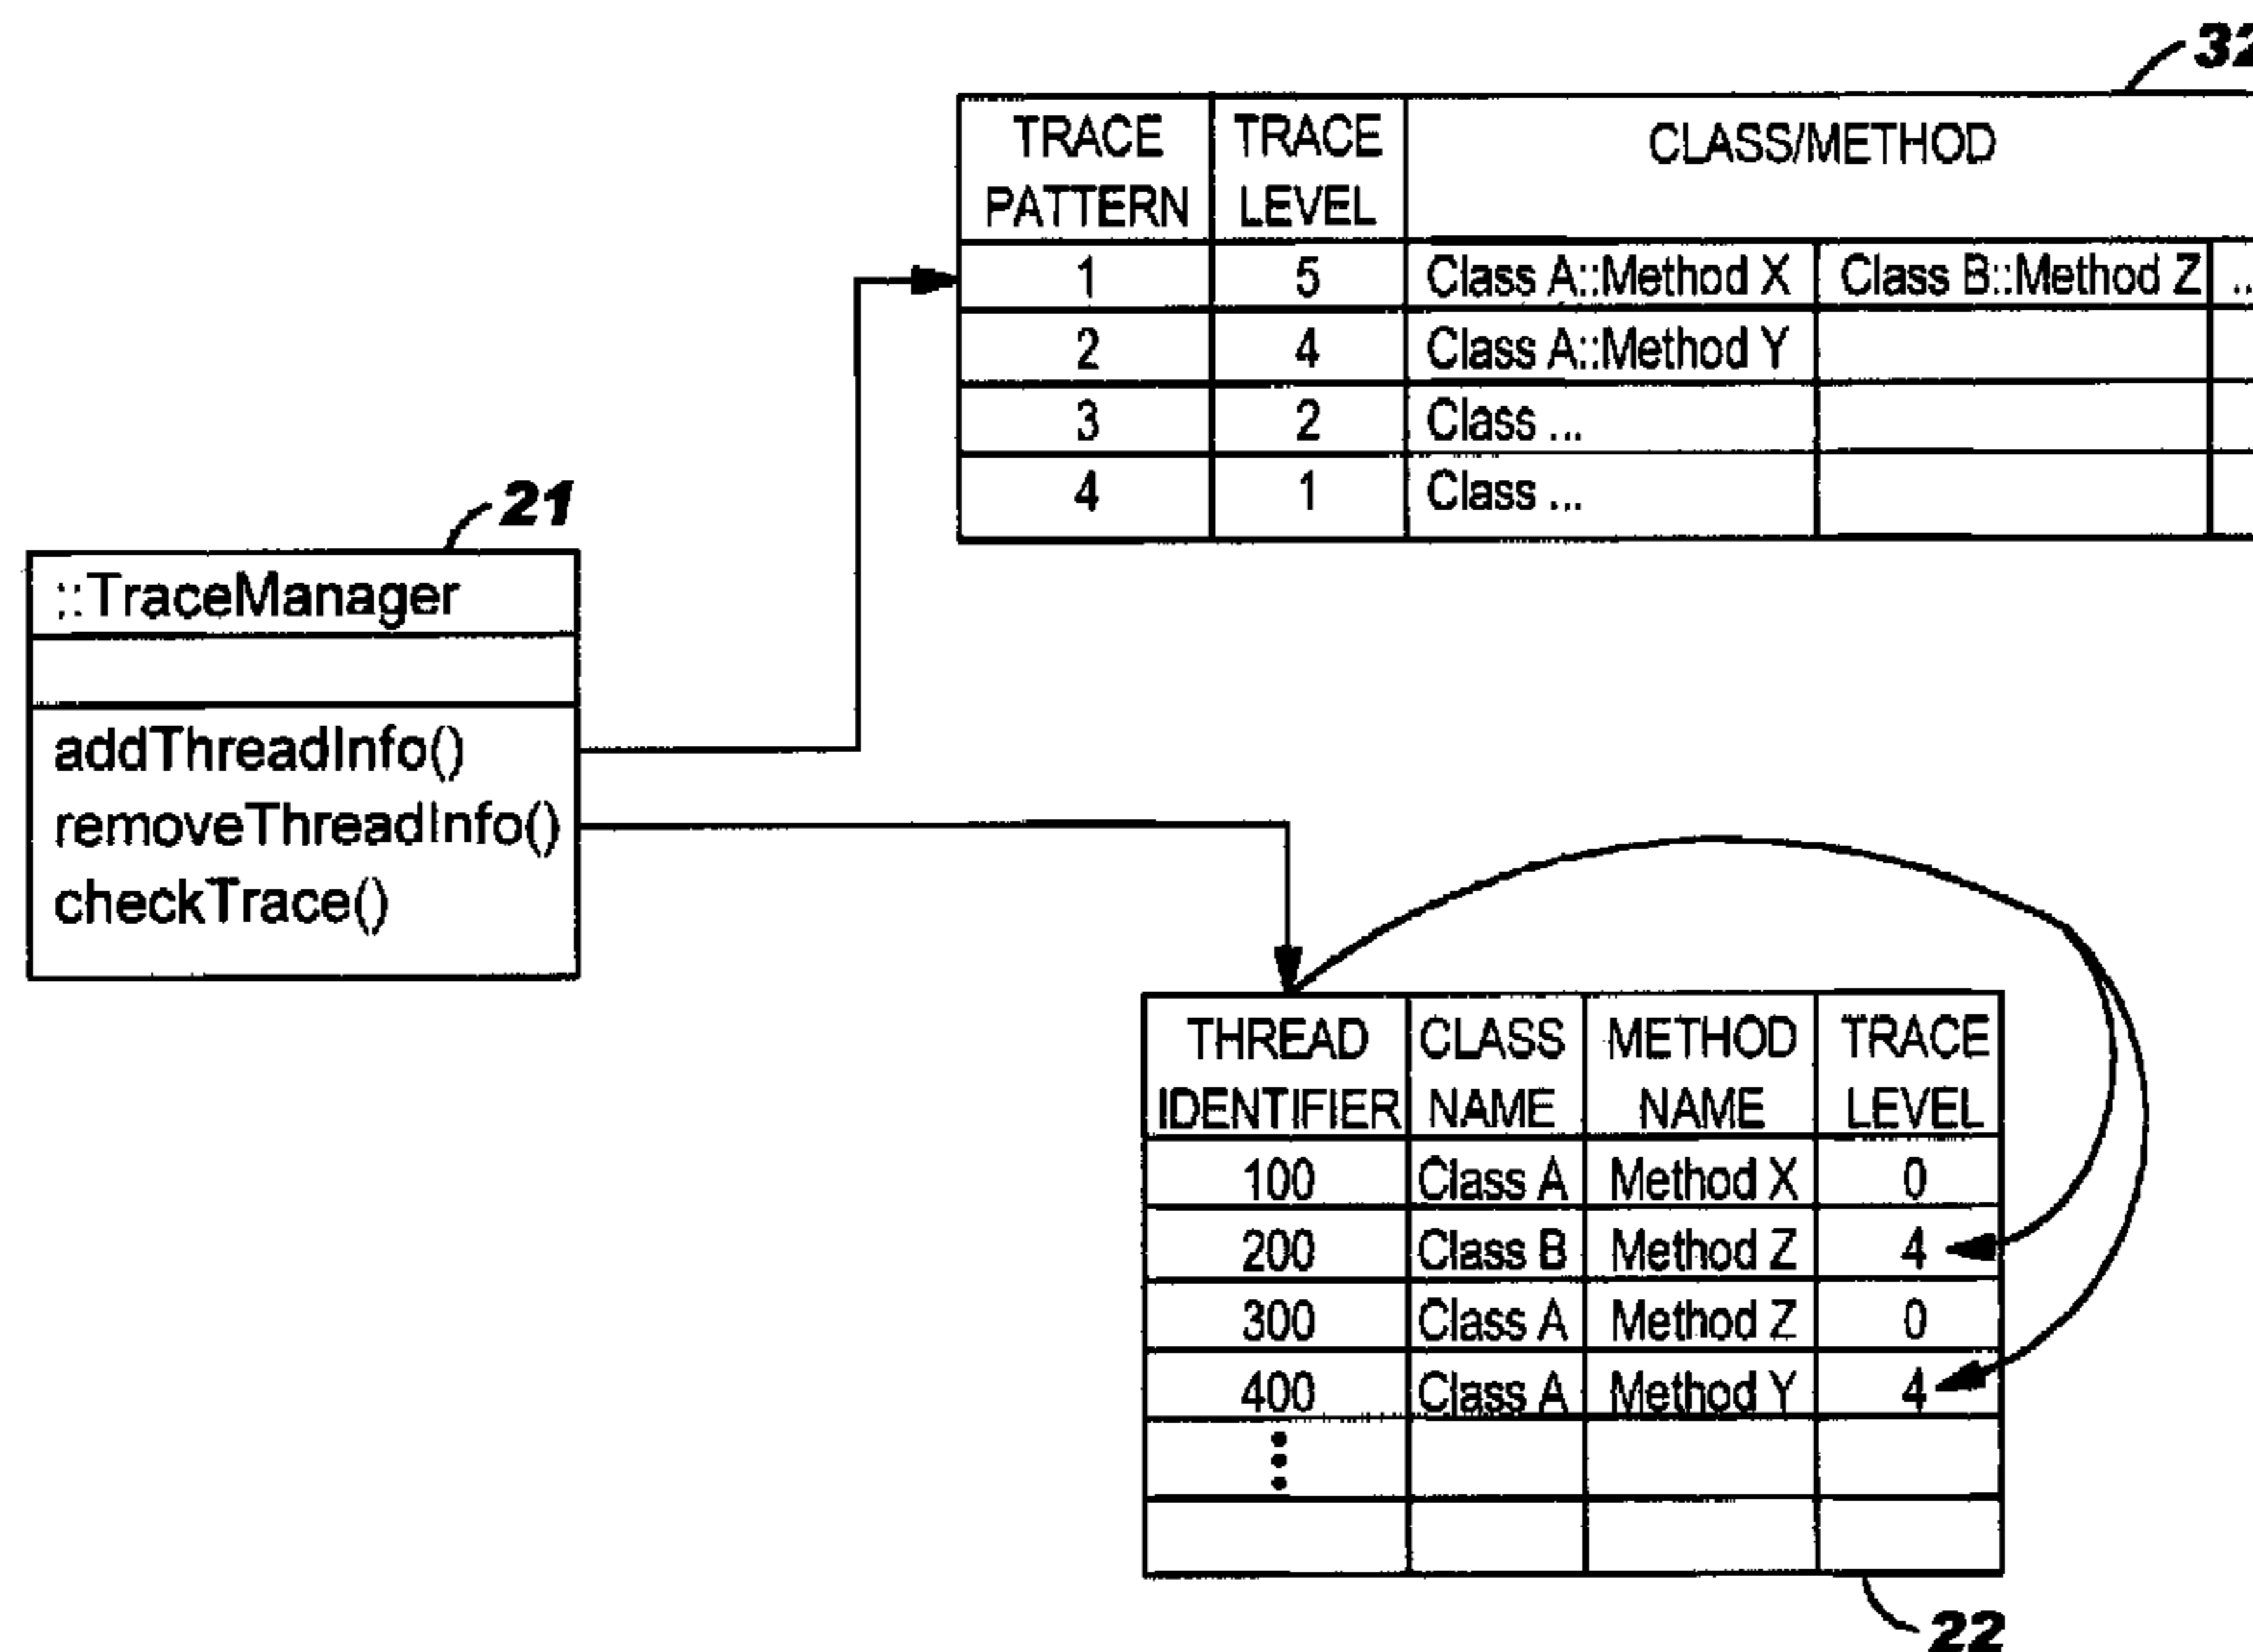 32
TRACE PATTERN TRACE LEVEL CLASS/METHOD
1 5 Class A::Method X Class B::Method Z ...
2 4 Class A::Method Y
3 2 Class ...
4 1 Class ...
21
::TraceManager
addThreadInfo()
removeThreadInfo()
checkTrace()
THREAD IDENTIFIER CLASS NAME METHOD NAME TRACE LEVEL
100 Class A Method X 0
200 Class B Method Z 4
300 Class A Method Z 0
400 Class A Method Y 4
22